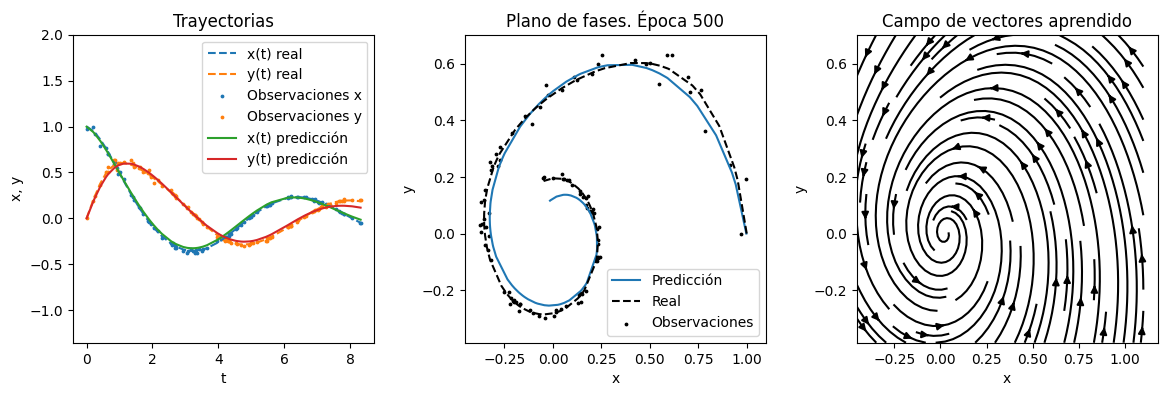 Trayectorias
2.0
1.5
1.0
0.5
0.0
−0.5
−1.0
x, y
0 2 4 6 8
t
x(t) real
y(t) real
Observaciones x
Observaciones y
x(t) predicción
y(t) predicción
Plano de fases. Época 500
0.6
0.4
0.2
0.0
−0.2
y
−0.25 0.00 0.25 0.50 0.75 1.00
x
Predicción
Real
Observaciones
Campo de vectores aprendido
0.6
0.4
0.2
0.0
−0.2
y
−0.25 0.00 0.25 0.50 0.75 1.00
x